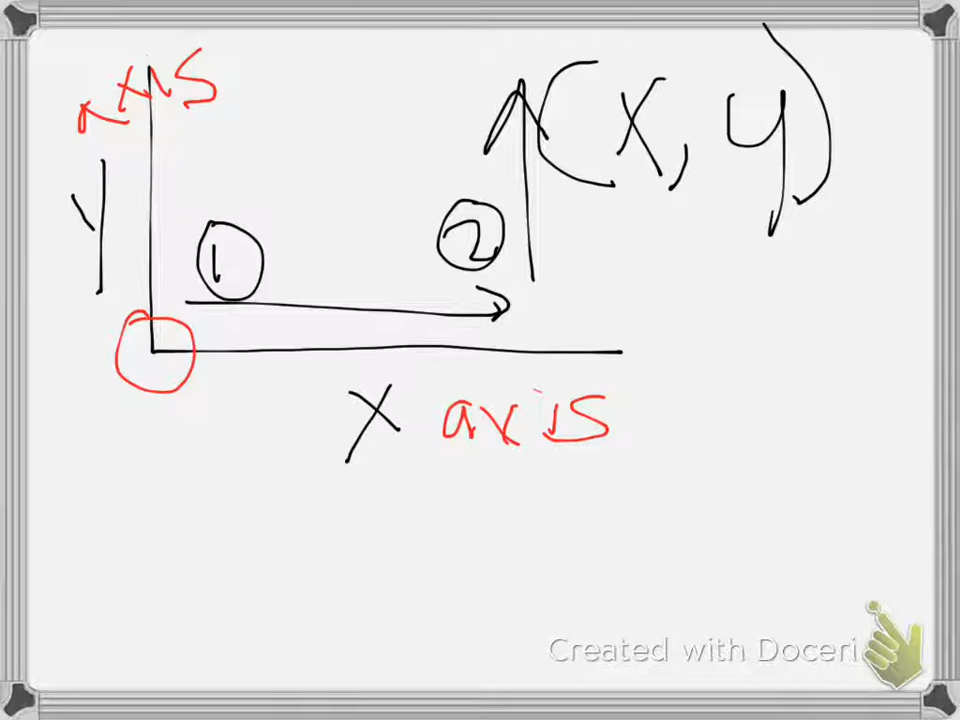 axis
(x, y)
Y
1
2
X axis
Created with Doceri